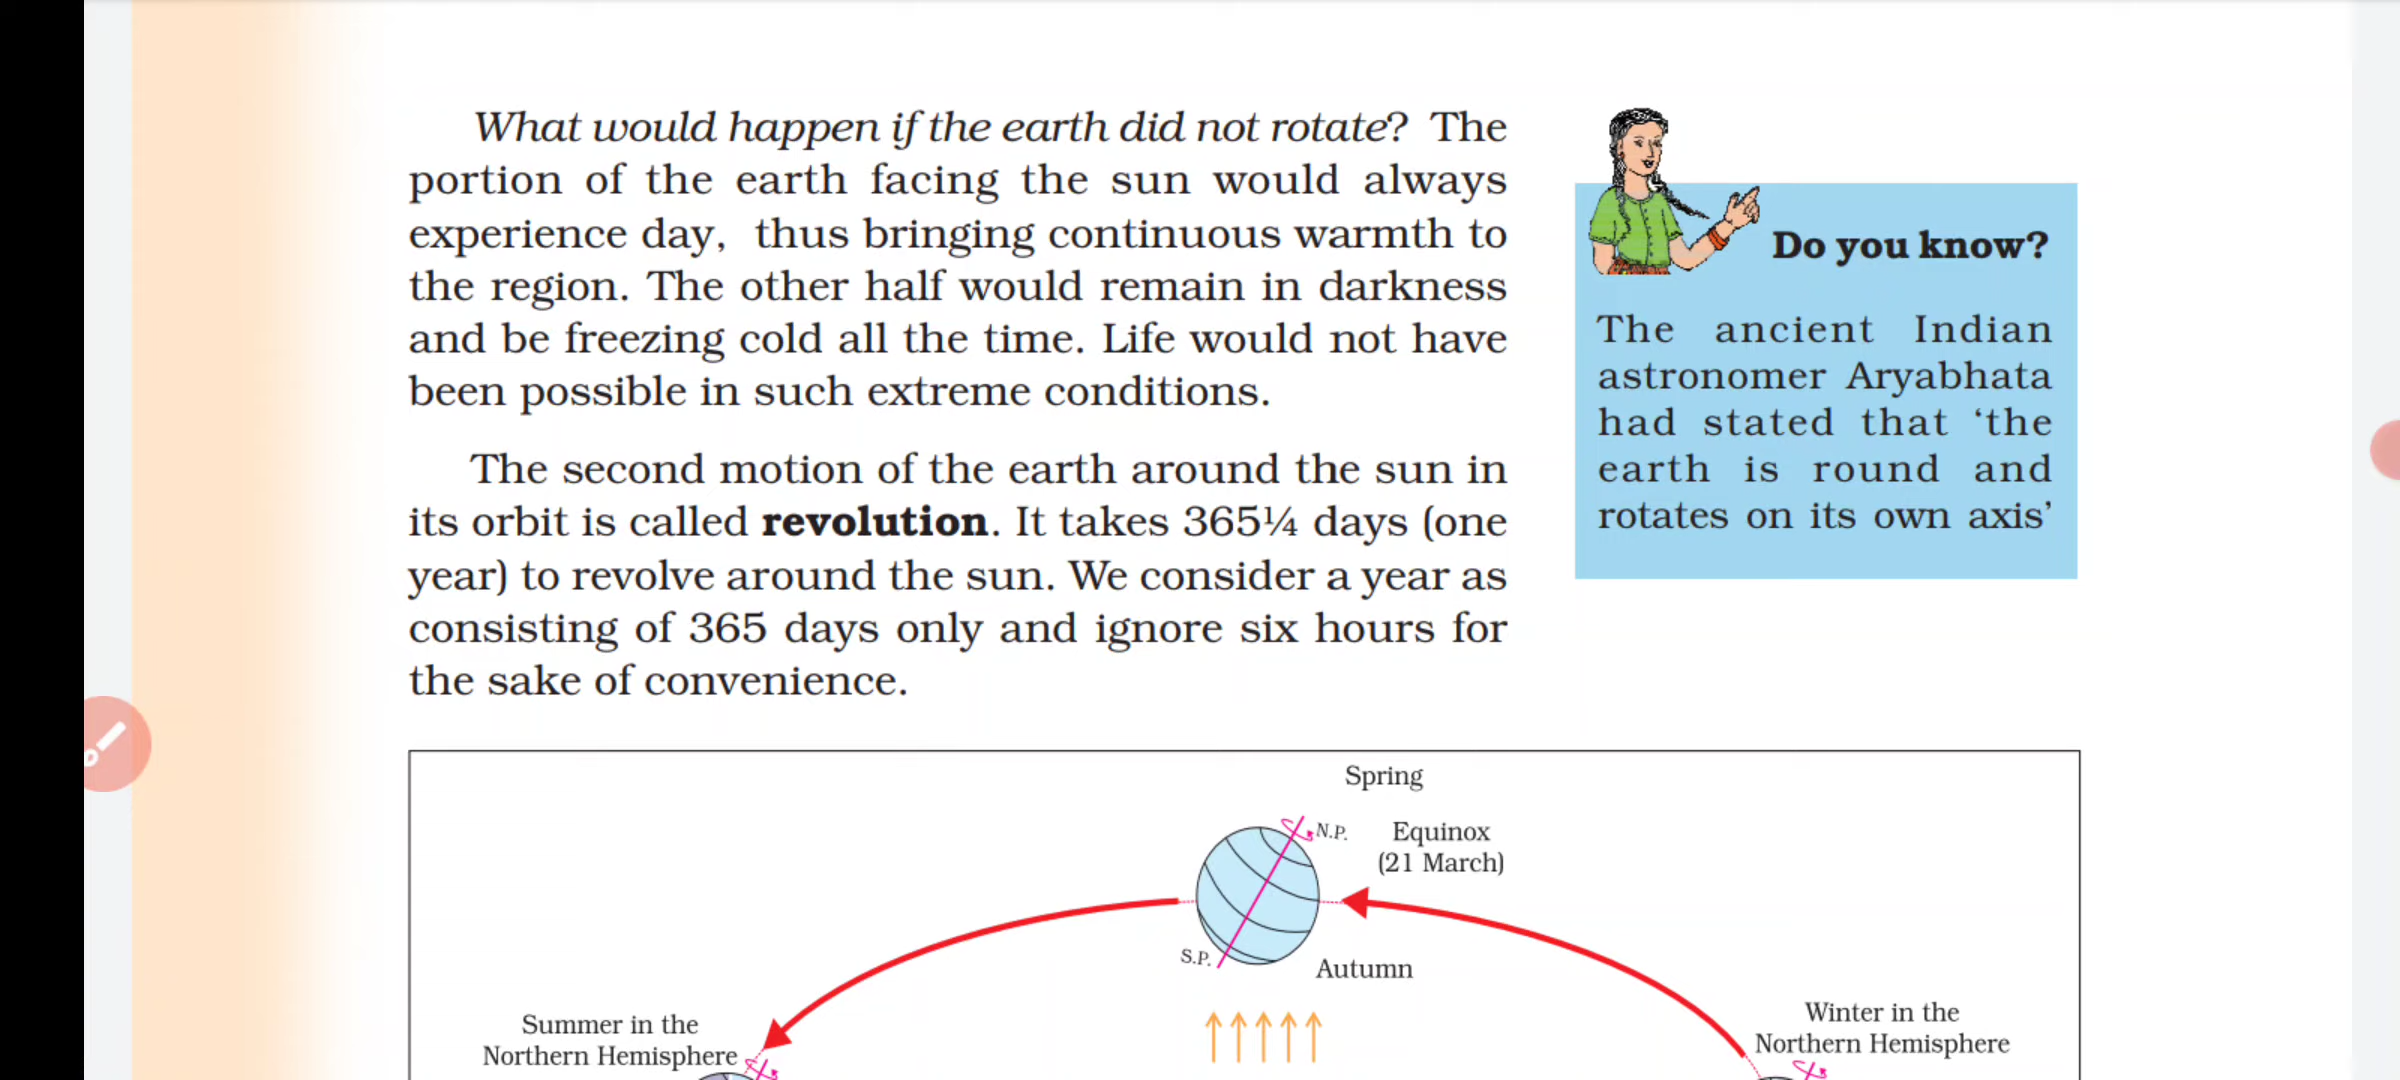 What would happen if the earth did not rotate? The
portion of the earth facing the sun would always
experience day, thus bringing continuous warmth to
the region. The other half would remain in darkness
and be freezing cold all the time. Life would not have
been possible in such extreme conditions.
The second motion of the earth around the sun in
its orbit is called revolution. It takes 365¼ days (one
year) to revolve around the sun. We consider a year as
consisting of 365 days only and ignore six hours for
the sake of convenience.
Do you know?
The ancient Indian
astronomer Aryabhata
had stated that ‘the
earth is round and
rotates on its own axis’
Spring
N.P.
Equinox
(21 March)
S.P.
Autumn
Summer in the
Northern Hemisphere
Winter in the
Northern Hemisphere